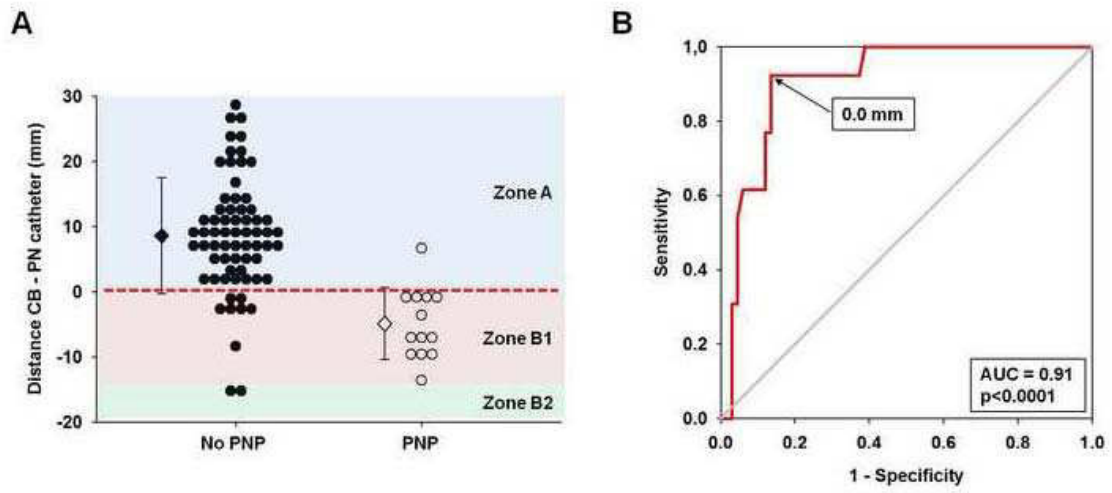 A
Distance CB - PN catheter (mm)
30
20
10
0
-10
-20
Zone A
Zone B1
Zone B2
No PNP
PNP
B
Sensitivity
1,0
0.8
0.6
0.4
0.2
0.0
0.0 mm
AUC = 0.91
p<0.0001
0.0 0.2 0.4 0.6 0.8 1.0
1 - Specificity